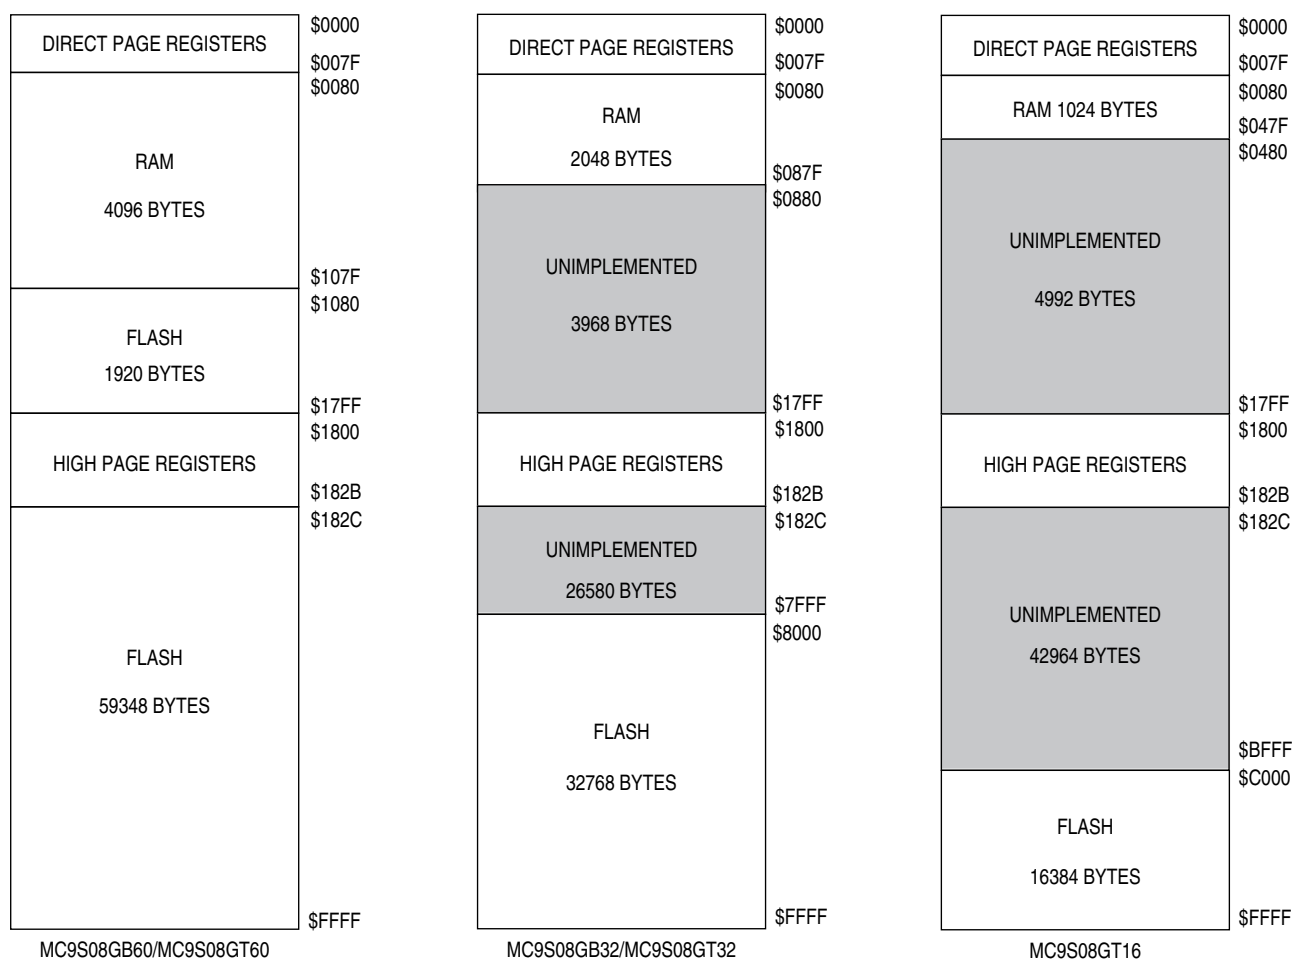 DIRECT PAGE REGISTERS
$0000
$007F
$0080
RAM
4096 BYTES
$107F
$1080
FLASH
1920 BYTES
$17FF
$1800
HIGH PAGE REGISTERS
$182B
$182C
FLASH
59348 BYTES
$FFFF
MC9S08GB60/MC9S08GT60
DIRECT PAGE REGISTERS
$0000
$007F
$0080
RAM
2048 BYTES
$087F
$0880
UNIMPLEMENTED
3968 BYTES
$17FF
$1800
HIGH PAGE REGISTERS
$182B
$182C
UNIMPLEMENTED
26580 BYTES
$7FFF
$8000
FLASH
32768 BYTES
$FFFF
MC9S08GB32/MC9S08GT32
DIRECT PAGE REGISTERS
$0000
$007F
$0080
RAM 1024 BYTES
$047F
$0480
UNIMPLEMENTED
4992 BYTES
$17FF
$1800
HIGH PAGE REGISTERS
$182B
$182C
UNIMPLEMENTED
42964 BYTES
$BFFF
$C000
FLASH
16384 BYTES
$FFFF
MC9S08GT16